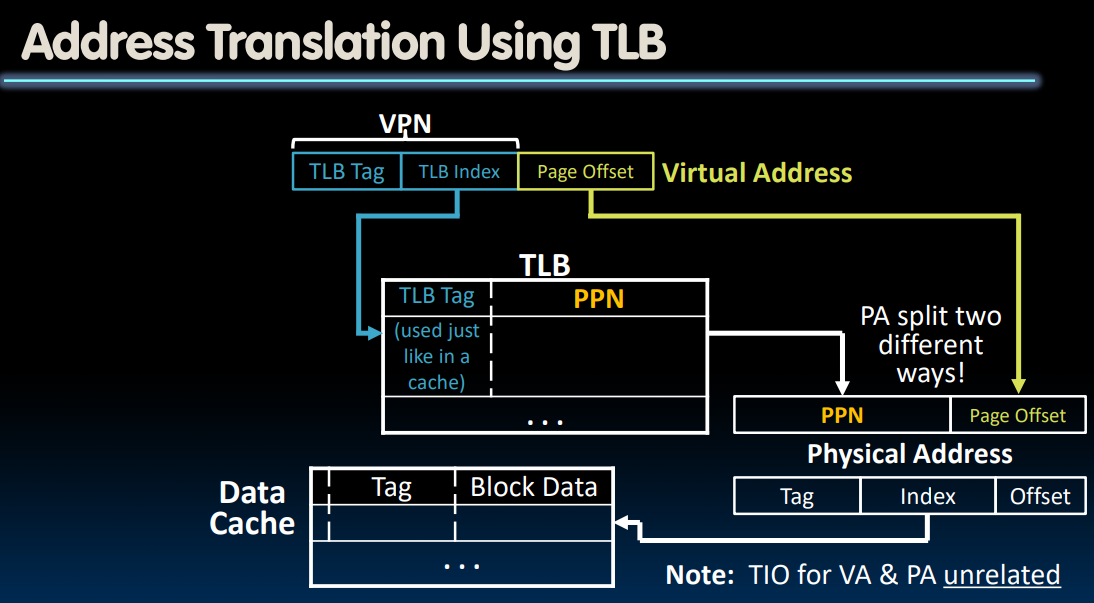 Address Translation Using TLB
VPN
TLB Tag TLB Index Page Offset Virtual Address
TLB
TLB Tag PPN
(used just
like in a
cache)
. . .
PA split two
different
ways!
PPN Page Offset
Physical Address
Tag Index Offset
Data
Cache
Tag Block Data
. . .
Note: TIO for VA & PA unrelated